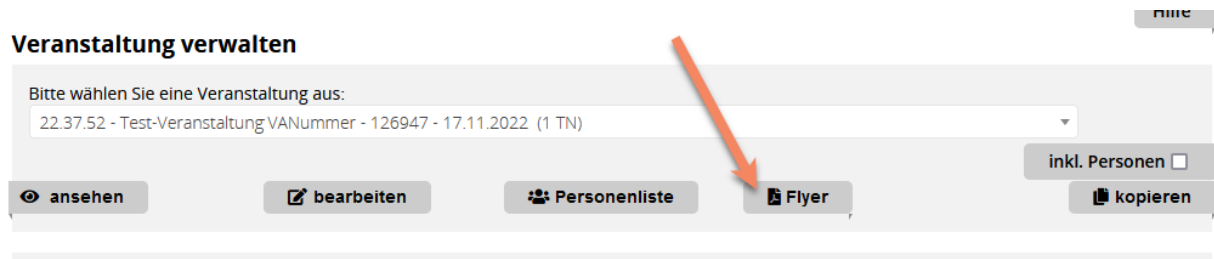 Hilfe
Veranstaltung verwalten
Bitte wählen Sie eine Veranstaltung aus:
22.37.52 - Test-Veranstaltung VANummer - 126947 - 17.11.2022 (1 TN)
inkl. Personen
ansehen bearbeiten Personenliste Flyer kopieren